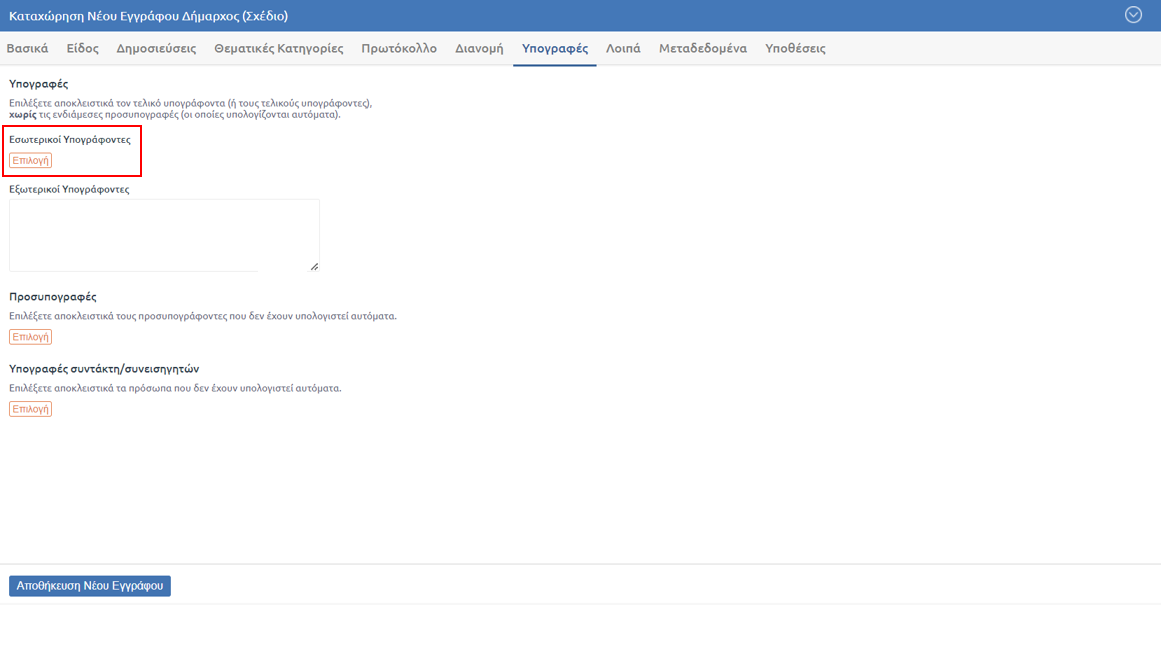 Καταχώρηση Νέου Εγγράφου Δήμαρχος (Σχέδιο)
Βασικά Είδος Δημοσιεύσεις Θεματικές Κατηγορίες Πρωτόκολλο Διανομή Υπογραφές Λοιπά Μεταδεδομένα Υποθέσεις
Υπογραφές
Επιλέξετε αποκλειστικά τον τελικό υπογράφοντα (ή τους τελικούς υπογράφοντες),
χωρίς τις ενδιάμεσες προσυπογραφές (οι οποίες υπολογίζονται αυτόματα).
Εσωτερικοί Υπογράφοντες
Επιλογή
Εξωτερικοί Υπογράφοντες
Προσυπογραφές
Επιλέξετε αποκλειστικά τους προσυπογράφοντες που δεν έχουν υπολογιστεί αυτόματα.
Επιλογή
Υπογραφές συντάκτη/συνεισηγητών
Επιλέξετε αποκλειστικά τα πρόσωπα που δεν έχουν υπολογιστεί αυτόματα.
Επιλογή
Αποθήκευση Νέου Εγγράφου